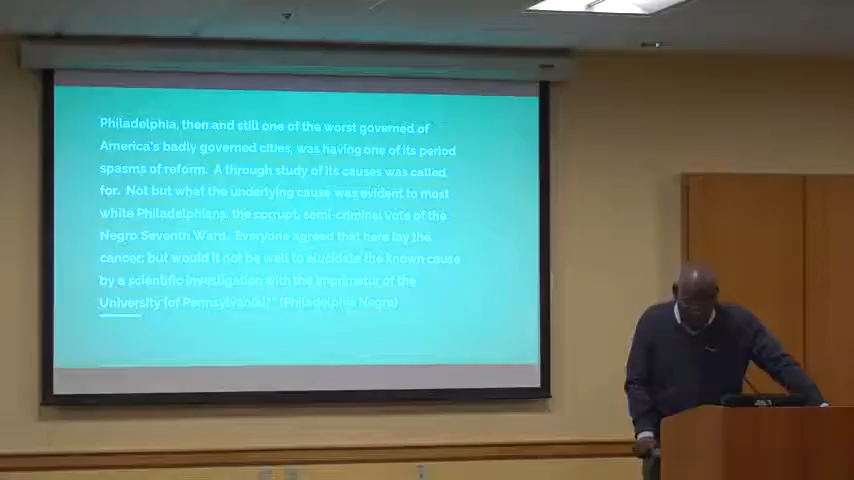 Philadelphia, then and still one of the worst governed of
America's badly governed cities, was having one of its period
spasms of reform. A through study of its causes was called
for. Not but what the underlying cause was evident to most
white Philadelphians, the corrupt, semi-criminal Vote of the
Negro Seventh Ward. Everyone agreed that here lay the
cancer; but would it not be well to elucidate the known cause
by a scientific investigation with the imprimatur of the
University [of Pennsylvania]?" (Philadelphia Negro)